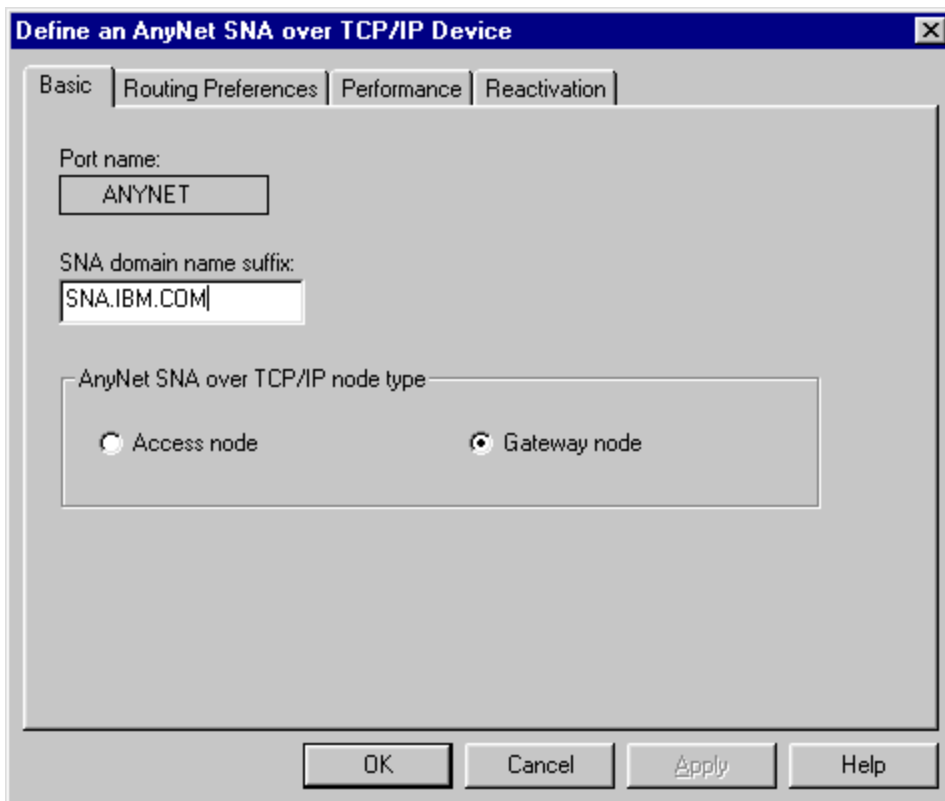 Define an AnyNet SNA over TCP/IP Device
Basic Routing Preferences Performance Reactivation
Port name:
ANYNET
SNA domain name suffix:
SNA.IBM.COM
AnyNet SNA over TCP/IP node type
Access node Gateway node
OK Cancel Apply Help